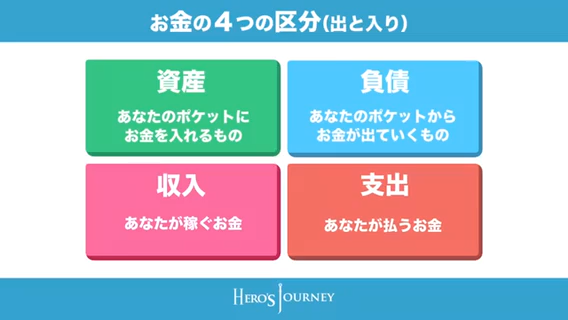 お金の４つの区分(出と入り)
資産
あなたのポケットに
お金を入れるもの
負債
あなたのポケットから
お金が出ていくもの
収入
あなたが稼ぐお金
支出
あなたが払うお金
HERO'S JOURNEY